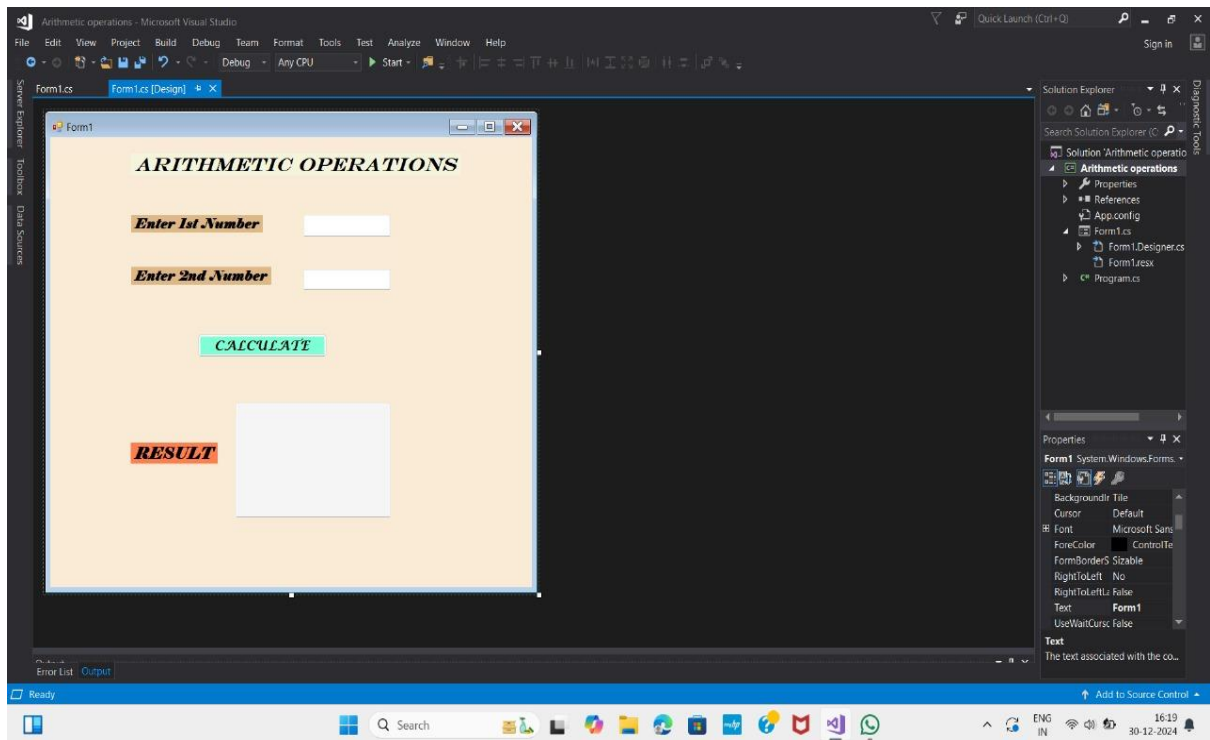 Arithmetic operations - Microsoft Visual Studio
Quick Launch (Ctrl+Q)
File Edit View Project Build Debug Team Format Tools Test Analyze Window Help
Sign in
Debug Any CPU Start
Server Explorer
Toolbox
Data Sources
Form1.cs Form1.cs [Design]
Form1
ARITHMETIC OPERATIONS
Enter 1st Number
Enter 2nd Number
CALCULATE
RESULT
Solution Explorer
Search Solution Explorer (C
Solution 'Arithmetic operatio
Arithmetic operations
Properties
References
App.config
Form1.cs
Form1.Designer.cs
Form1.resx
Program.cs
Diagnostic Tools
Properties
Form1 System.Windows.Forms.
BackgroundIr Tile
Cursor Default
Font Microsoft Sans
ForeColor ControlTe
FormBorderS Sizable
RightToLeft No
RightToLeftLa False
Text Form1
UseWaitCursc False
Text
The text associated with the co...
Output
Error List Output
Ready
Add to Source Control
Search
ENG
IN
16:19
30-12-2024